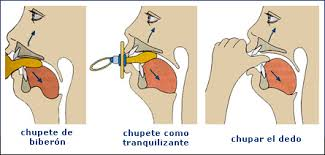 chupete de
biberón
chupete como
tranquilizante
chupar el dedo